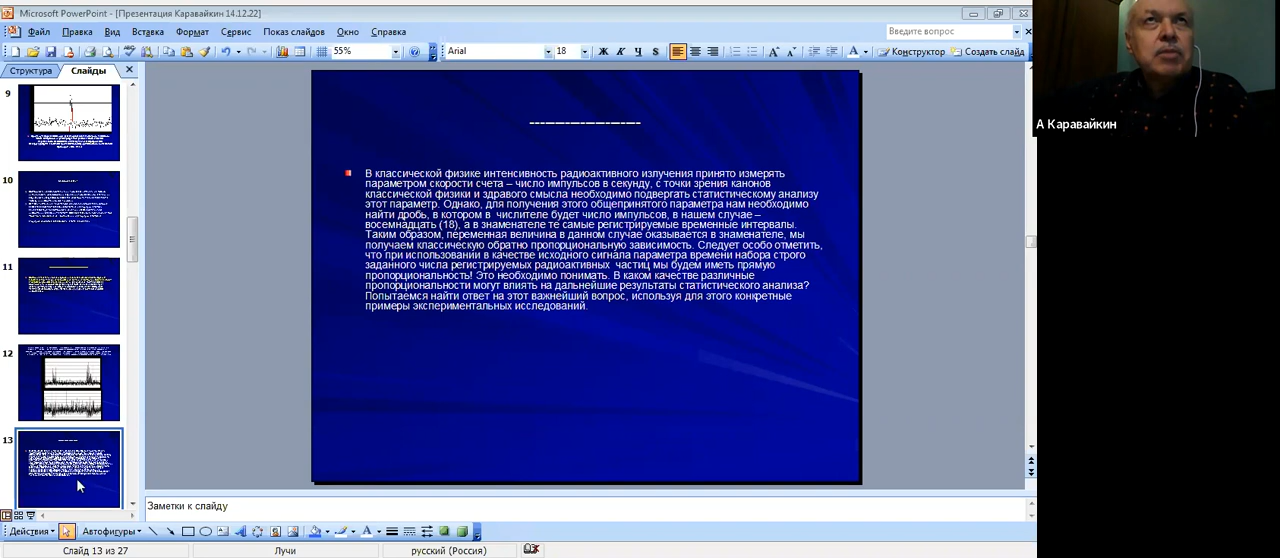 Microsoft PowerPoint - [Презентация Каравайкин 14.12.22]
Файл Правка Вид Вставка Формат Сервис Показ слайдов Окно Справка
Введите вопрос
55%
Arial
18
Ж К Ч S
Конструктор
Создать слайд
Структура
Слайды
9
10
11
12
13
---------------------
В классической физике интенсивность радиоактивного излучения принято измерять
параметром скорости счета – число импульсов в секунду, с точки зрения канонов
классической физики и здравого смысла необходимо подвергать статистическому анализу
этот параметр. Однако, для получения этого общепринятого параметра нам необходимо
найти дробь, в котором в числителе будет число импульсов, в нашем случае –
восемнадцать (18), а в знаменателе те самые регистрируемые временные интервалы.
Таким образом, переменная величина в данном случае оказывается в знаменателе, мы
получаем классическую обратно пропорциональную зависимость. Следует особо отметить,
что при использовании в качестве исходного сигнала параметра времени набора строго
заданного числа регистрируемых радиоактивных частиц мы будем иметь прямую
пропорциональность! Это необходимо понимать. В каком качестве различные
пропорциональности могут влиять на дальнейшие результаты статистического анализа?
Попытаемся найти ответ на этот важнейший вопрос, используя для этого конкретные
примеры экспериментальных исследований.
А Каравайкин
Заметки к слайду
Действия
Автофигуры
Слайд 13 из 27
Лучи
русский (Россия)